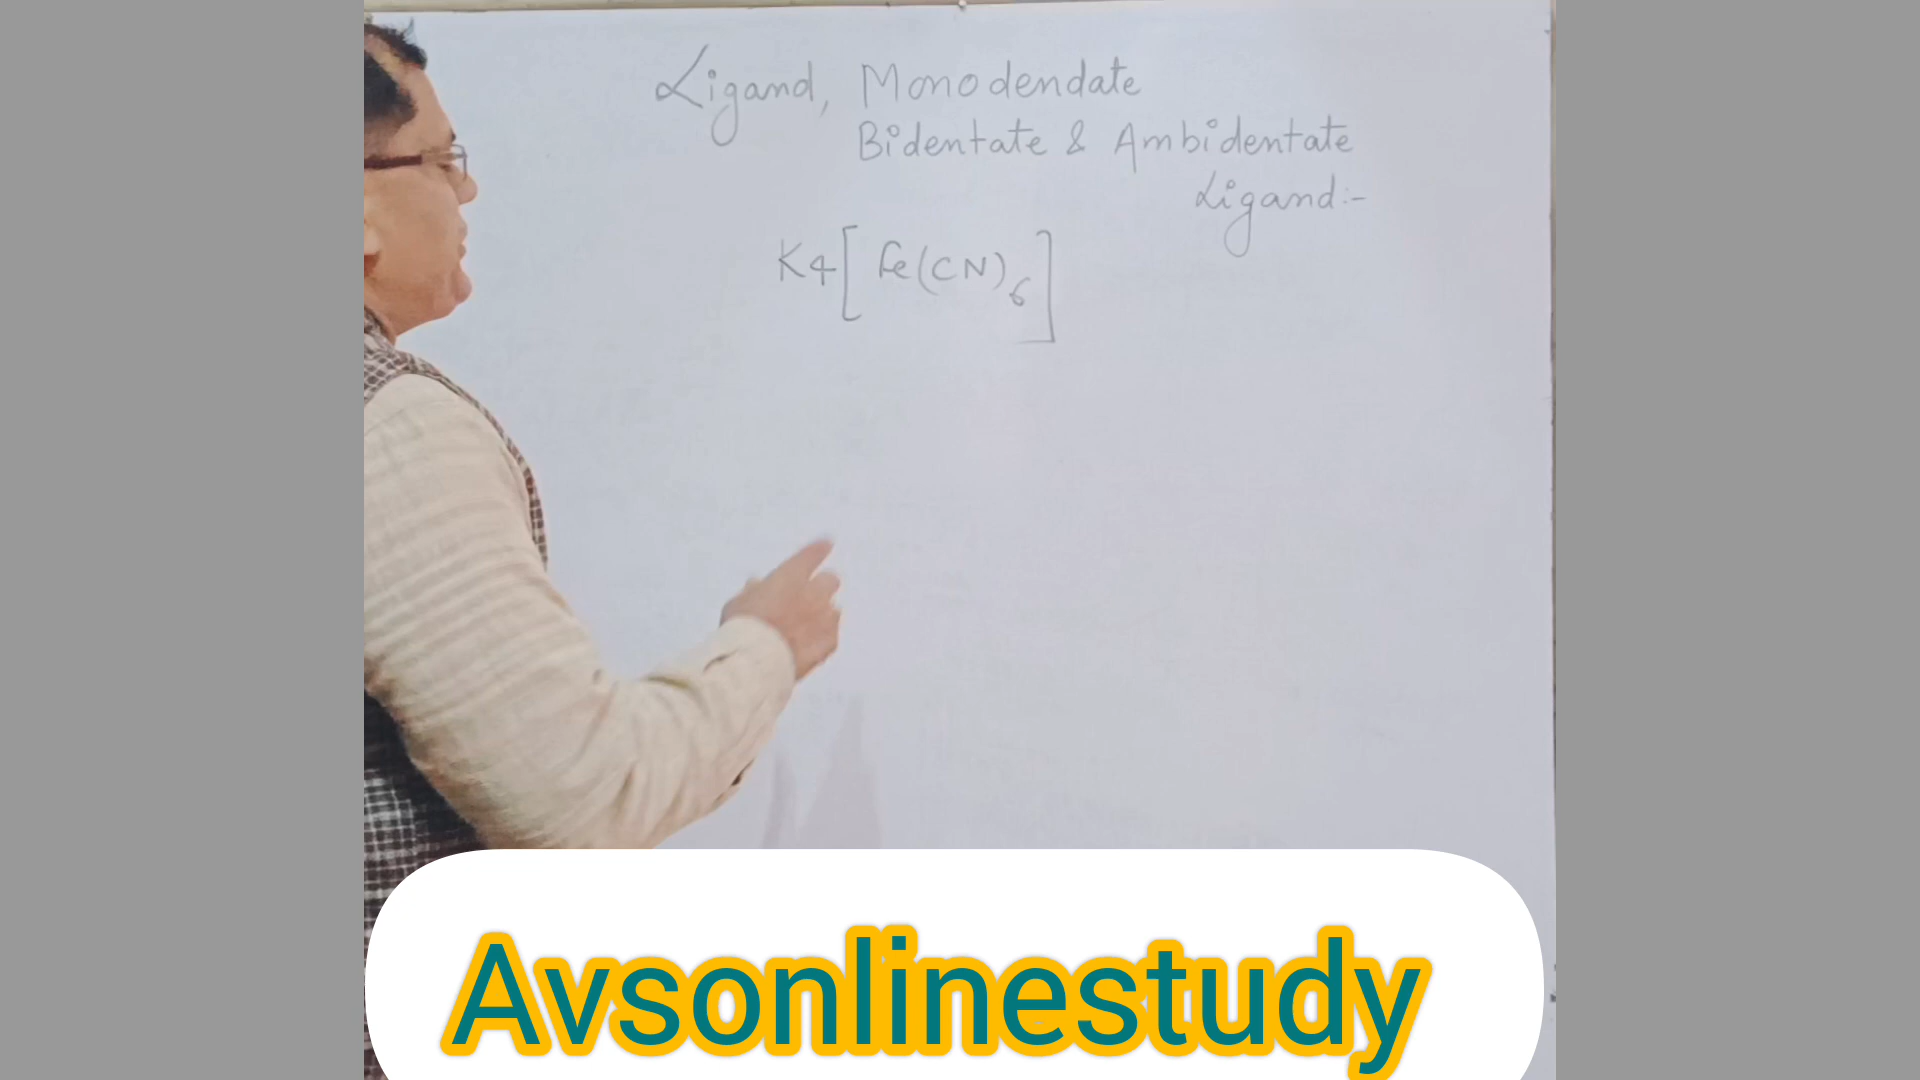 Ligand, Monodendate
Bidentate & Ambidentate
Ligand:-
K4[Fe(CN)6]
Avsonlinestudy